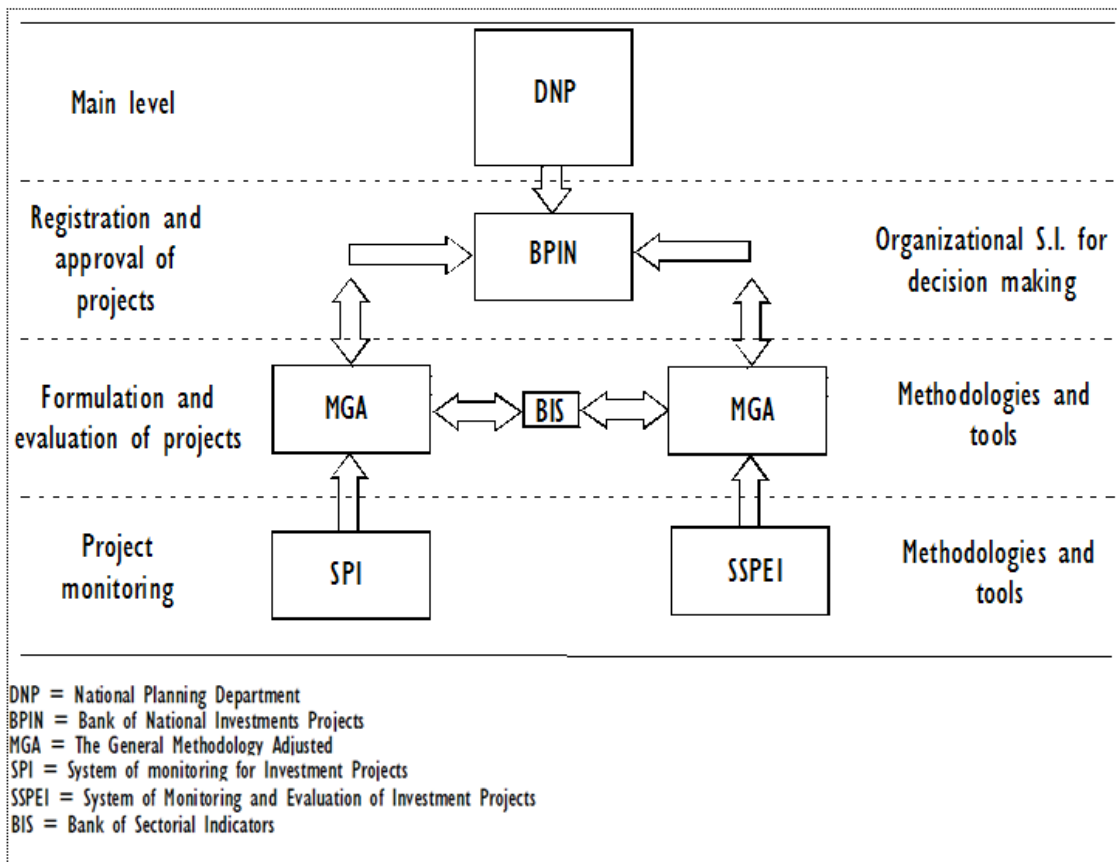 Main level
DNP
Registration and
approval of
projects
BPIN
Organizational S.I. for
decision making
Formulation and
evaluation of projects
MGA
BIS
MGA
Methodologies and
tools
Project
monitoring
SPI
SSPEI
Methodologies and
tools
DNP = National Planning Department
BPIN = Bank of National Investments Projects
MGA = The General Methodology Adjusted
SPI = System of monitoring for Investment Projects
SSPEI = System of Monitoring and Evaluation of Investment Projects
BIS = Bank of Sectorial Indicators